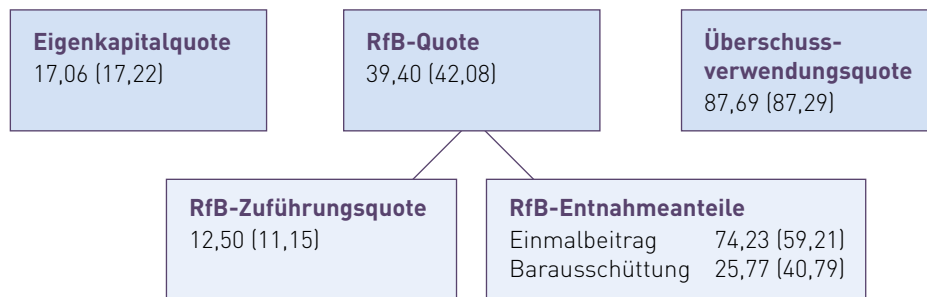 Eigenkapitalquote
17,06 (17,22)
RfB-Quote
39,40 (42,08)
Überschuss-
verwendungsquote
87,69 (87,29)
RfB-Zuführungsquote
12,50 (11,15)
RfB-Entnahmeanteile
Einmalbeitrag 74,23 (59,21)
Barausschüttung 25,77 (40,79)